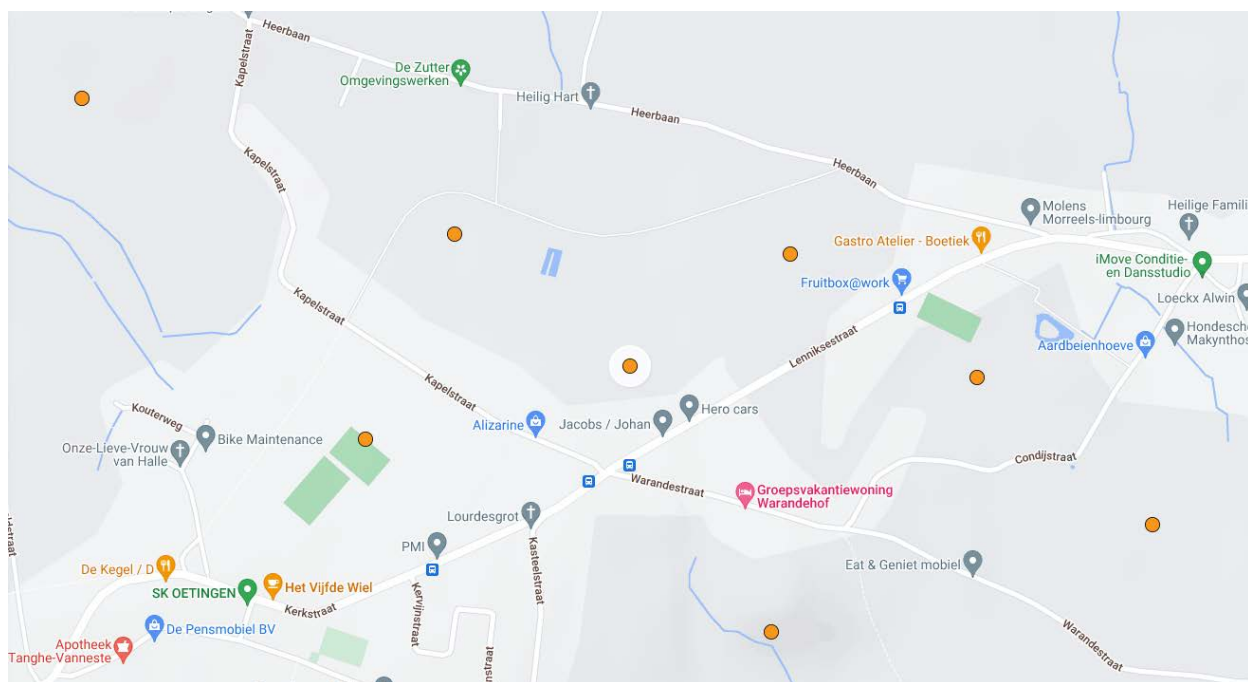 Heerbaan
Kapelstraat
De Zutter
Omgevingswerken
Heilig Hart
Heerbaan
Kapelstraat
Heerbaan
Molens
Morreels-limbourg
Heilige Famili
Gastro Atelier - Boetiek
iMove Conditie-
en Dansstudio
Fruitbox@work
Loeckx Alwin
Kapelstraat
Hondesch
Makynthos
Lenniksestraat
Aardbeienhoeve
Kapelstraat
Kouterweg
Hero cars
Jacobs / Johan
Alizarine
Bike Maintenance
Onze-Lieve-Vrouw
van Halle
Condijstraat
Warandestraat
Groepsvakantiewoning
Warandehof
Lourdesgrot
PMI
Kasteelstraat
Eat & Geniet mobiel
De Kegel / D
Het Vijfde Wiel
SK OETINGEN
Kerkstraat
Kervijnstraat
De Pensmobiel BV
Warandestraat
Apotheek
Tanghe-Vanneste